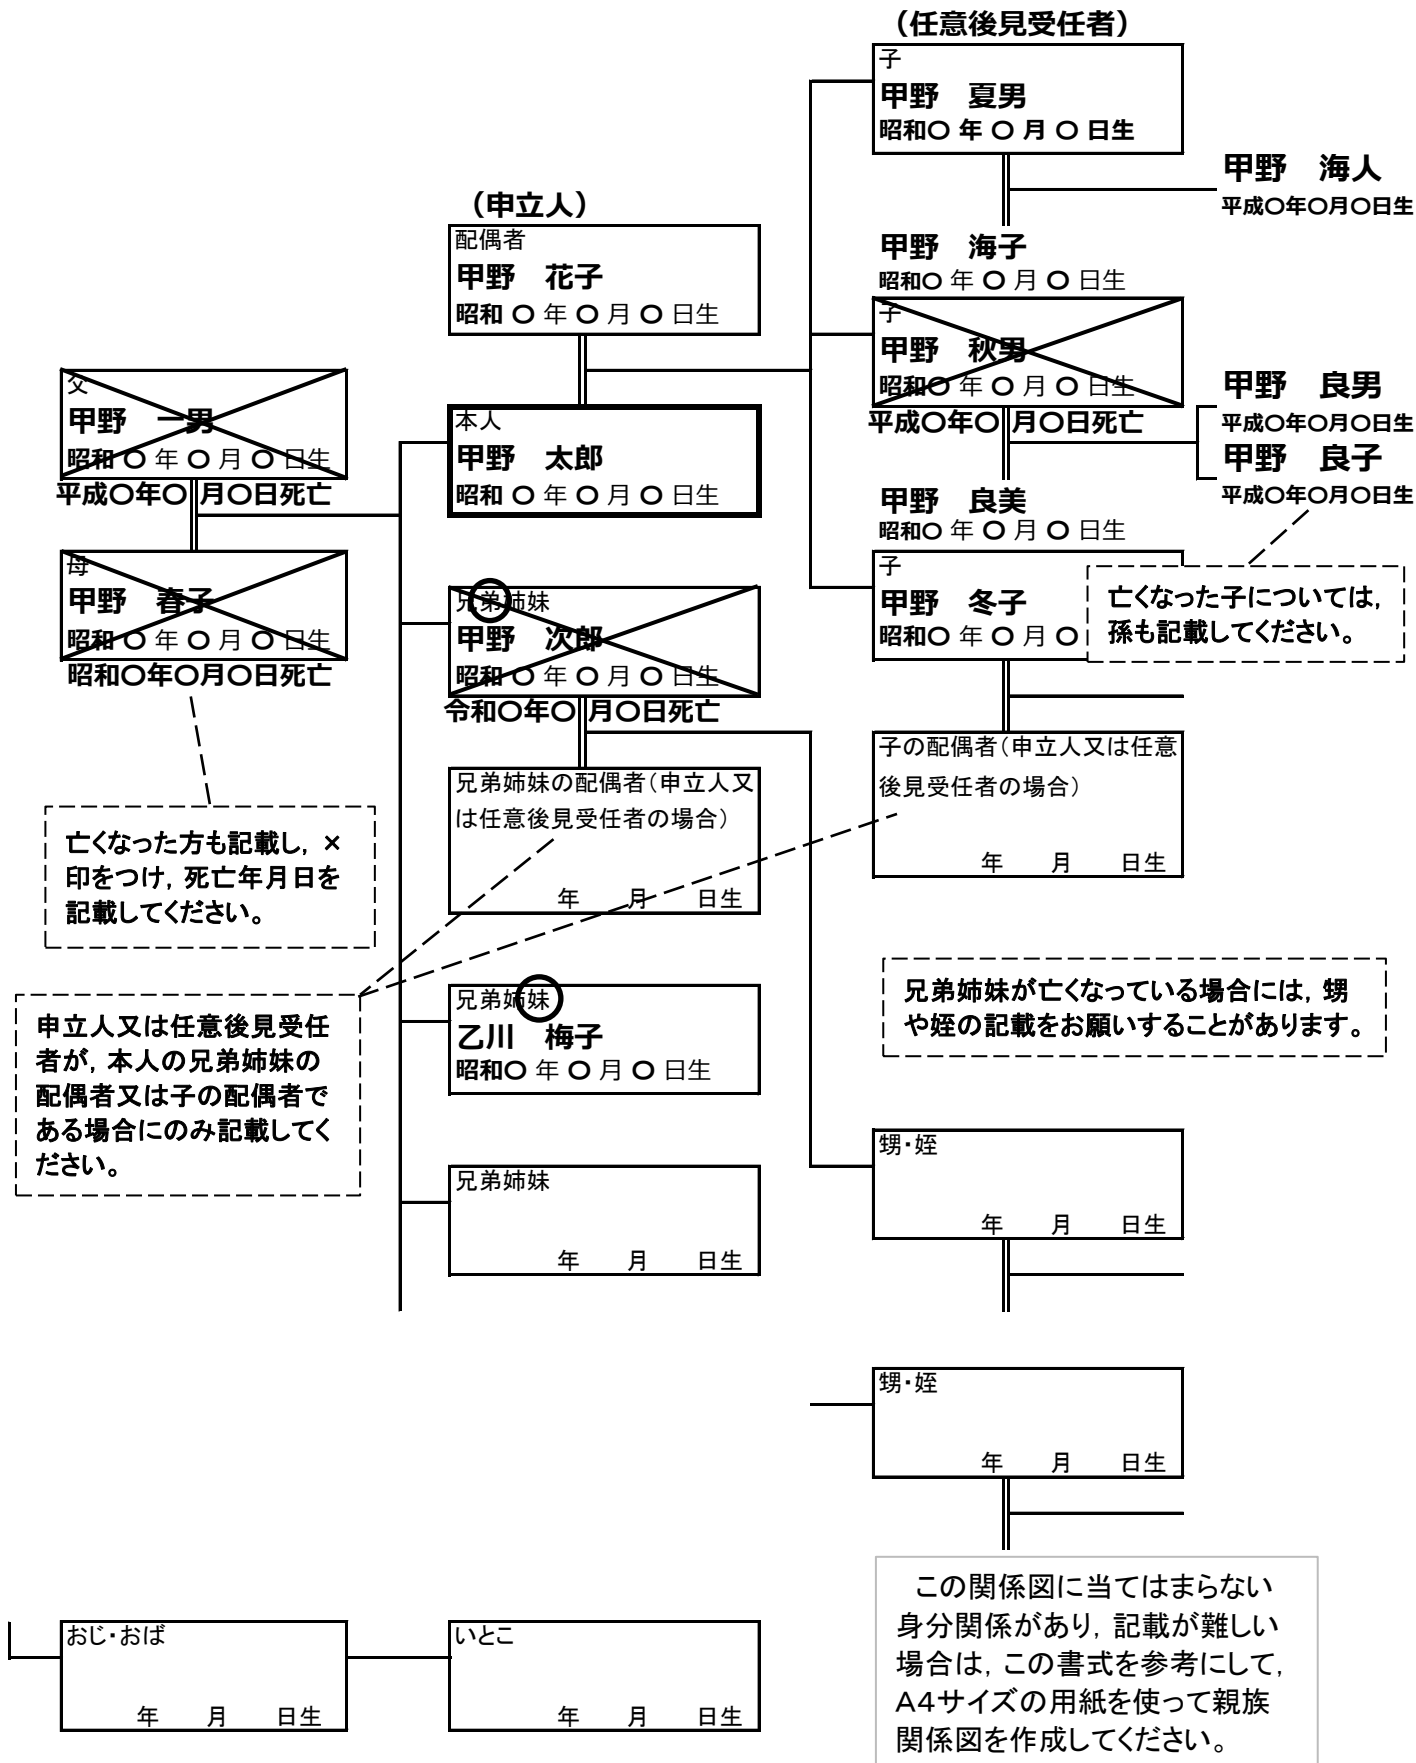 (任意後見受任者)
子
甲野 夏男
昭和○ 年 ○ 月 ○ 日生
甲野 海人
平成○年○月○日生
甲野 海子
昭和○ 年 ○ 月 ○ 日生
(申立人)
配偶者
甲野 花子
昭和 ○ 年 ○ 月 ○ 日生
子
甲野 秋男
昭和○ 年 ○ 月 ○ 日生
平成○年○月○日死亡
甲野 良男
平成○年○月○日生
甲野 良子
平成○年○月○日生
甲野 良美
昭和○ 年 ○ 月 ○ 日生
父
甲野 一男
昭和 ○ 年 ○ 月 ○ 日生
平成○年○月○日死亡
本人
甲野 太郎
昭和 ○ 年 ○ 月 ○ 日生
母
甲野 春子
昭和 ○ 年 ○ 月 ○ 日生
昭和○年○月○日死亡
兄弟姉妹
甲野 次郎
昭和 ○ 年 ○ 月 ○ 日生
令和○年○月○日死亡
子
甲野 冬子
昭和○ 年 ○ 月 ○
亡くなった子については,
孫も記載してください。
兄弟姉妹の配偶者(申立人又
は任意後見受任者の場合)
年 月 日生
子の配偶者(申立人又は任意
後見受任者の場合)
年 月 日生
亡くなった方も記載し, ×
印をつけ, 死亡年月日を
記載してください。
申立人又は任意後見受任
者が, 本人の兄弟姉妹の
配偶者又は子の配偶者で
ある場合にのみ記載してく
ださい。
兄弟姉妹
乙川 梅子
昭和○ 年 ○ 月 ○ 日生
兄弟姉妹が亡くなっている場合には, 甥
や姪の記載をお願いすることがあります。
兄弟姉妹
年 月 日生
甥・姪
年 月 日生
甥・姪
年 月 日生
おじ・おば
年 月 日生
いとこ
年 月 日生
この関係図に当てはまらない
身分関係があり, 記載が難しい
場合は, この書式を参考にして,
A4サイズの用紙を使って親族
関係図を作成してください。